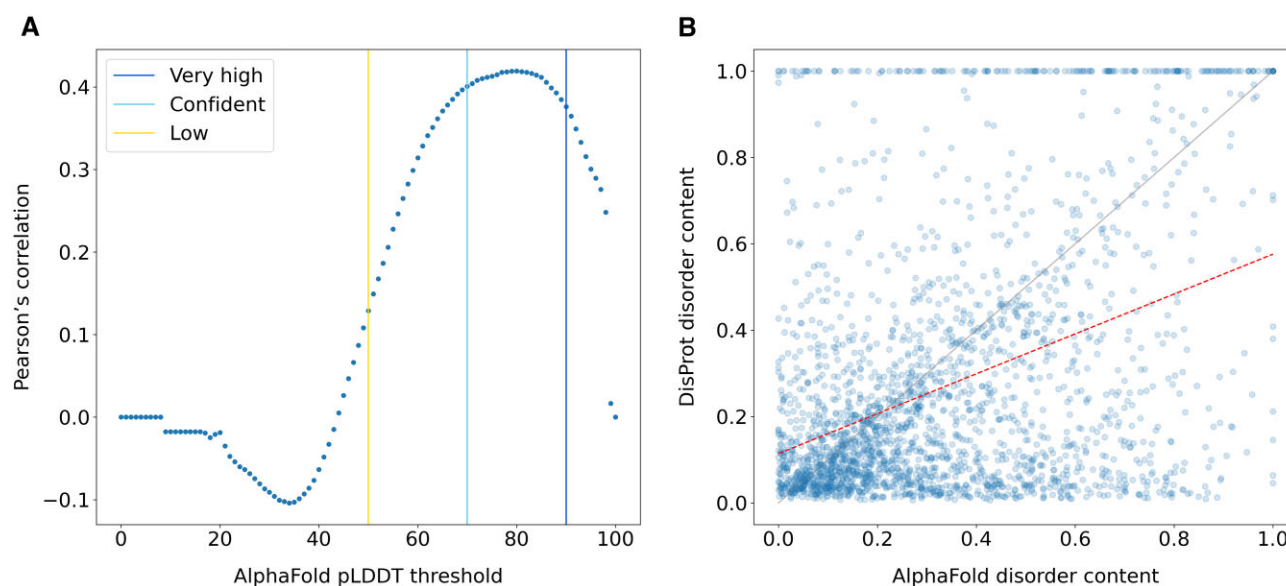 A
Very high
Confident
Low
Pearson’s correlation
0.4
0.3
0.2
0.1
0.0
−0.1
0
20
40
60
80
100
AlphaFold pLDDT threshold
B
DisProt disorder content
1.0
0.8
0.6
0.4
0.2
0.0
0.0
0.2
0.4
0.6
0.8
1.0
AlphaFold disorder content